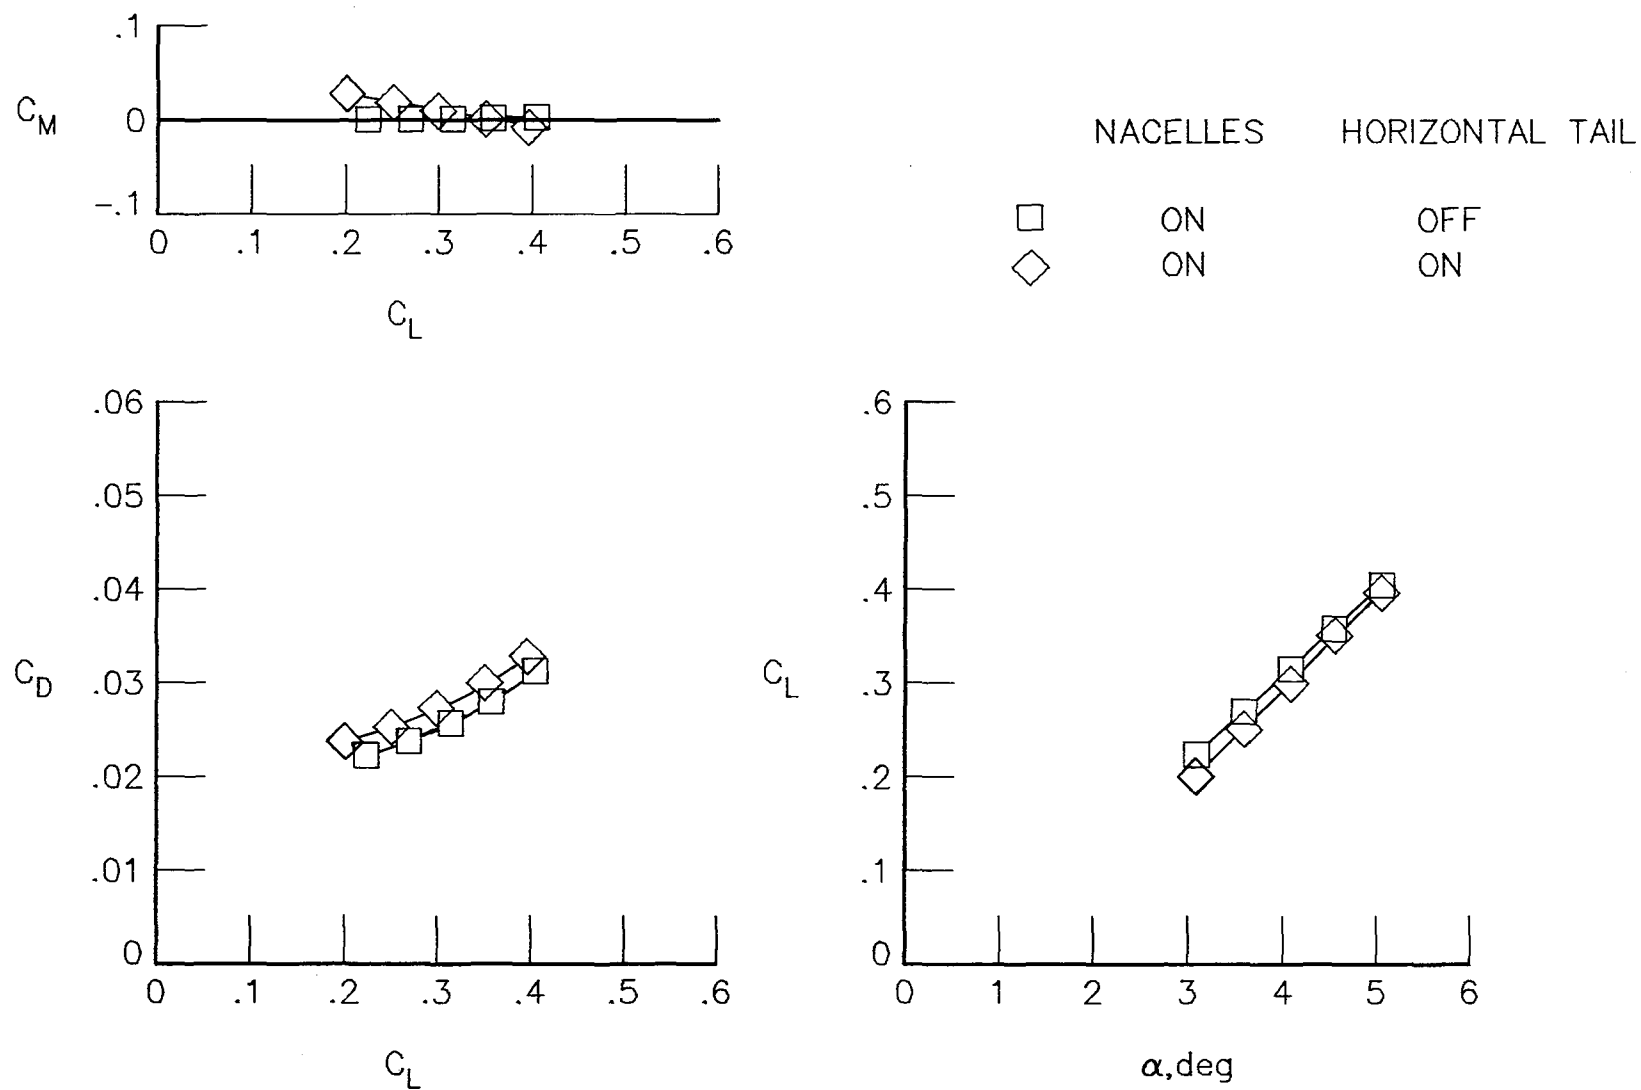 .1
C_M
0
-.1
0 .1 .2 .3 .4 .5 .6
C_L
NACELLES HORIZONTAL TAIL
ON OFF
ON ON
.06
.05
.04
C_D
.03
.02
.01
0
0 .1 .2 .3 .4 .5 .6
C_L
.6
.5
.4
C_L
.3
.2
.1
0
0 1 2 3 4 5 6
α,deg